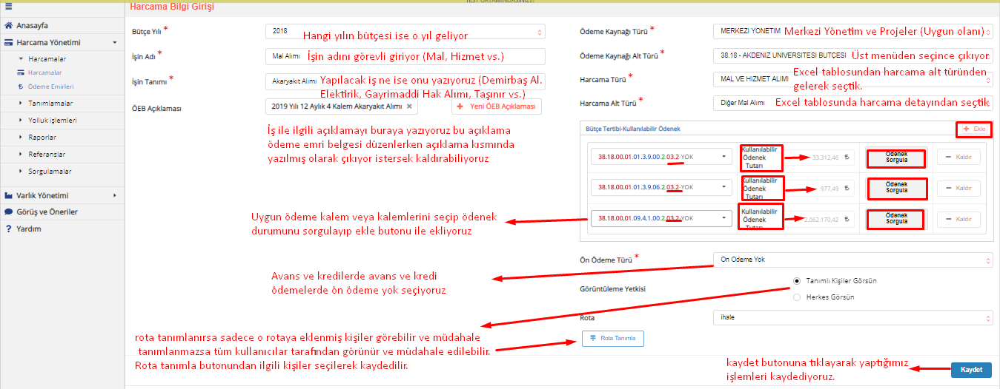 TEST ORTAMINDASINIZ!!!
Harcama Bilgi Girişi
Anasayfa
Harcama Yönetimi
Harcamalar
Harcamalar
Ödeme Emirleri
Tanımlamalar
Yolluk işlemleri
Raporlar
Referanslar
Sorgulamalar
Varlık Yönetimi
Görüş ve Öneriler
? Yardım
Bütçe Yılı *
2018
Hangi yılın bütçesi ise o yıl geliyor
İşin Adı *
Mal Alımı
İşin adını görevli giriyor (Mal, Hizmet vs.)
İşin Tanımı *
Akaryakıt Alımı
Yapılacak iş ne ise onu yazıyoruz (Demirbaş Al.
Elektirik, Gayrimaddi Hak Alımı, Taşınır vs.)
ÖEB Açıklaması
2019 Yılı 12 Aylık 4 Kalem Akaryakıt Alımı ×
+ Yeni ÖEB Açıklaması
İş ile ilgili açıklamayı buraya yazıyoruz bu açıklama
ödeme emri belgesi düzenlerken açıklama kısmında
yazılmış olarak çıkıyor istersek kaldırabiliyoruz
Ödeme Kaynağı Türü *
MERKEZİ YONETIM
Merkezi Yönetim ve Projeler (Uygun olanı)
Ödeme Kaynağı Alt Türü *
38.18 - AKDENIZ UNIVERSITESI BUTÇESI
Üst menüden seçince çıkıyor
Harcama Türü *
MAL VE HIZMET ALIMI
Excel tablosundan harcama alt türünden
gelerek seçtik.
Harcama Alt Türü *
Diğer Mal Alımı
Excel tablosunda harcama detayından seçtik
Bütçe Tertibi-Kullanılabilir Ödenek
+ Ekle
38.18.00.01.01.3.9.00.2.03.2-YOK
Kullanılabilir
Ödenek
Tutarı
33.312,46 ₺
Ödenek
Sorgula
− Kaldır
38.18.00.01.01.3.9.06.2.03.2-YOK
Kullanılabilir
Ödenek
Tutarı
977,49 ₺
Ödenek
Sorgula
− Kaldır
38.18.00.01.09.4.1.00.2.03.2-YOK
Kullanılabilir
Ödenek
Tutarı
2.062.170,42 ₺
Ödenek
Sorgula
− Kaldır
Uygun ödeme kalem veya kalemlerini seçip ödenek
durumunu sorgulayıp ekle butonu ile ekliyoruz
Ön Ödeme Türü *
On Odeme Yok
Avans ve kredilerde avans ve kredi
ödemelerde ön ödeme yok seçiyoruz
Görüntüleme Yetkisi
Tanımlı Kişiler Görsün
Herkes Görsün
Rota
ihale
Rota Tanımla
rota tanımlanırsa sadece o rotaya eklenmiş kişiler görebilir ve müdahale
tanımlanmazsa tüm kullanıcılar tarafından görünür ve müdahale edilebilir.
Rota tanımla butonundan ilgili kişiler seçilerek kaydedilir.
kaydet butonuna tıklayarak yaptığımız
işlemleri kaydediyoruz.
Kaydet